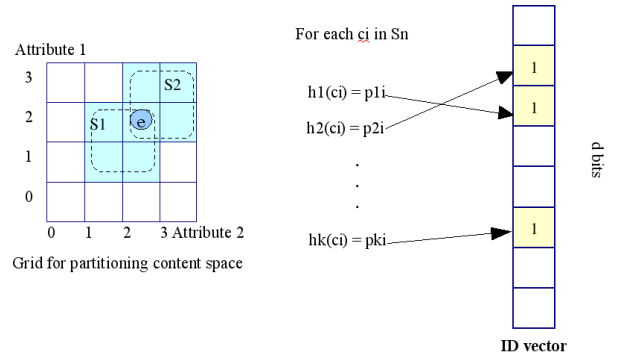 Attribute 1
3
2
1
0
S2
S1
e
0 1 2 3 Attribute 2
Grid for partitioning content space
For each ci in Sn
h1(ci) = p1i
h2(ci) = p2i
.
.
.
hk(ci) = pki
1
1
1
d bits
ID vector